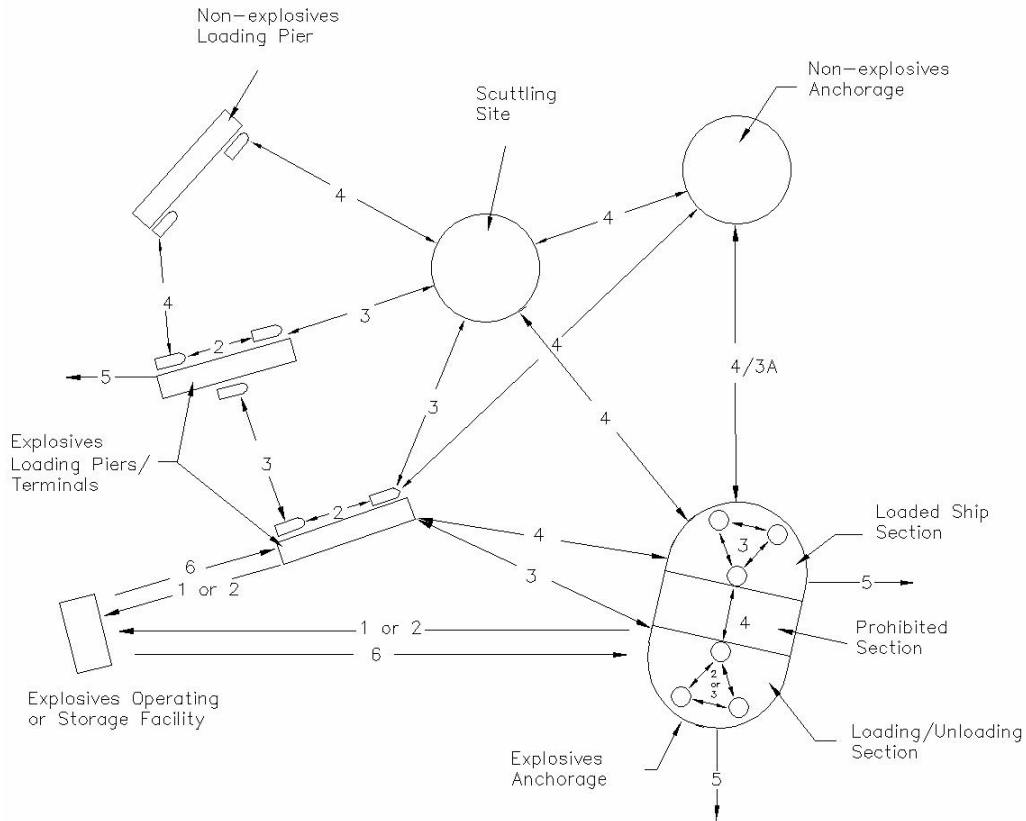 Non-explosives
Loading Pier
Non-explosives
Anchorage
Scuttling
Site
4
4
4
3
2
5
4
4/3A
3
4
Explosives
Loading Piers/
Terminals
3
2
4
3
Loaded Ship
Section
3
5
6
1 or 2
4
Prohibited
Section
1 or 2
6
2
or
3
Explosives Operating
or Storage Facility
Loading/Unloading
Section
Explosives
Anchorage
5